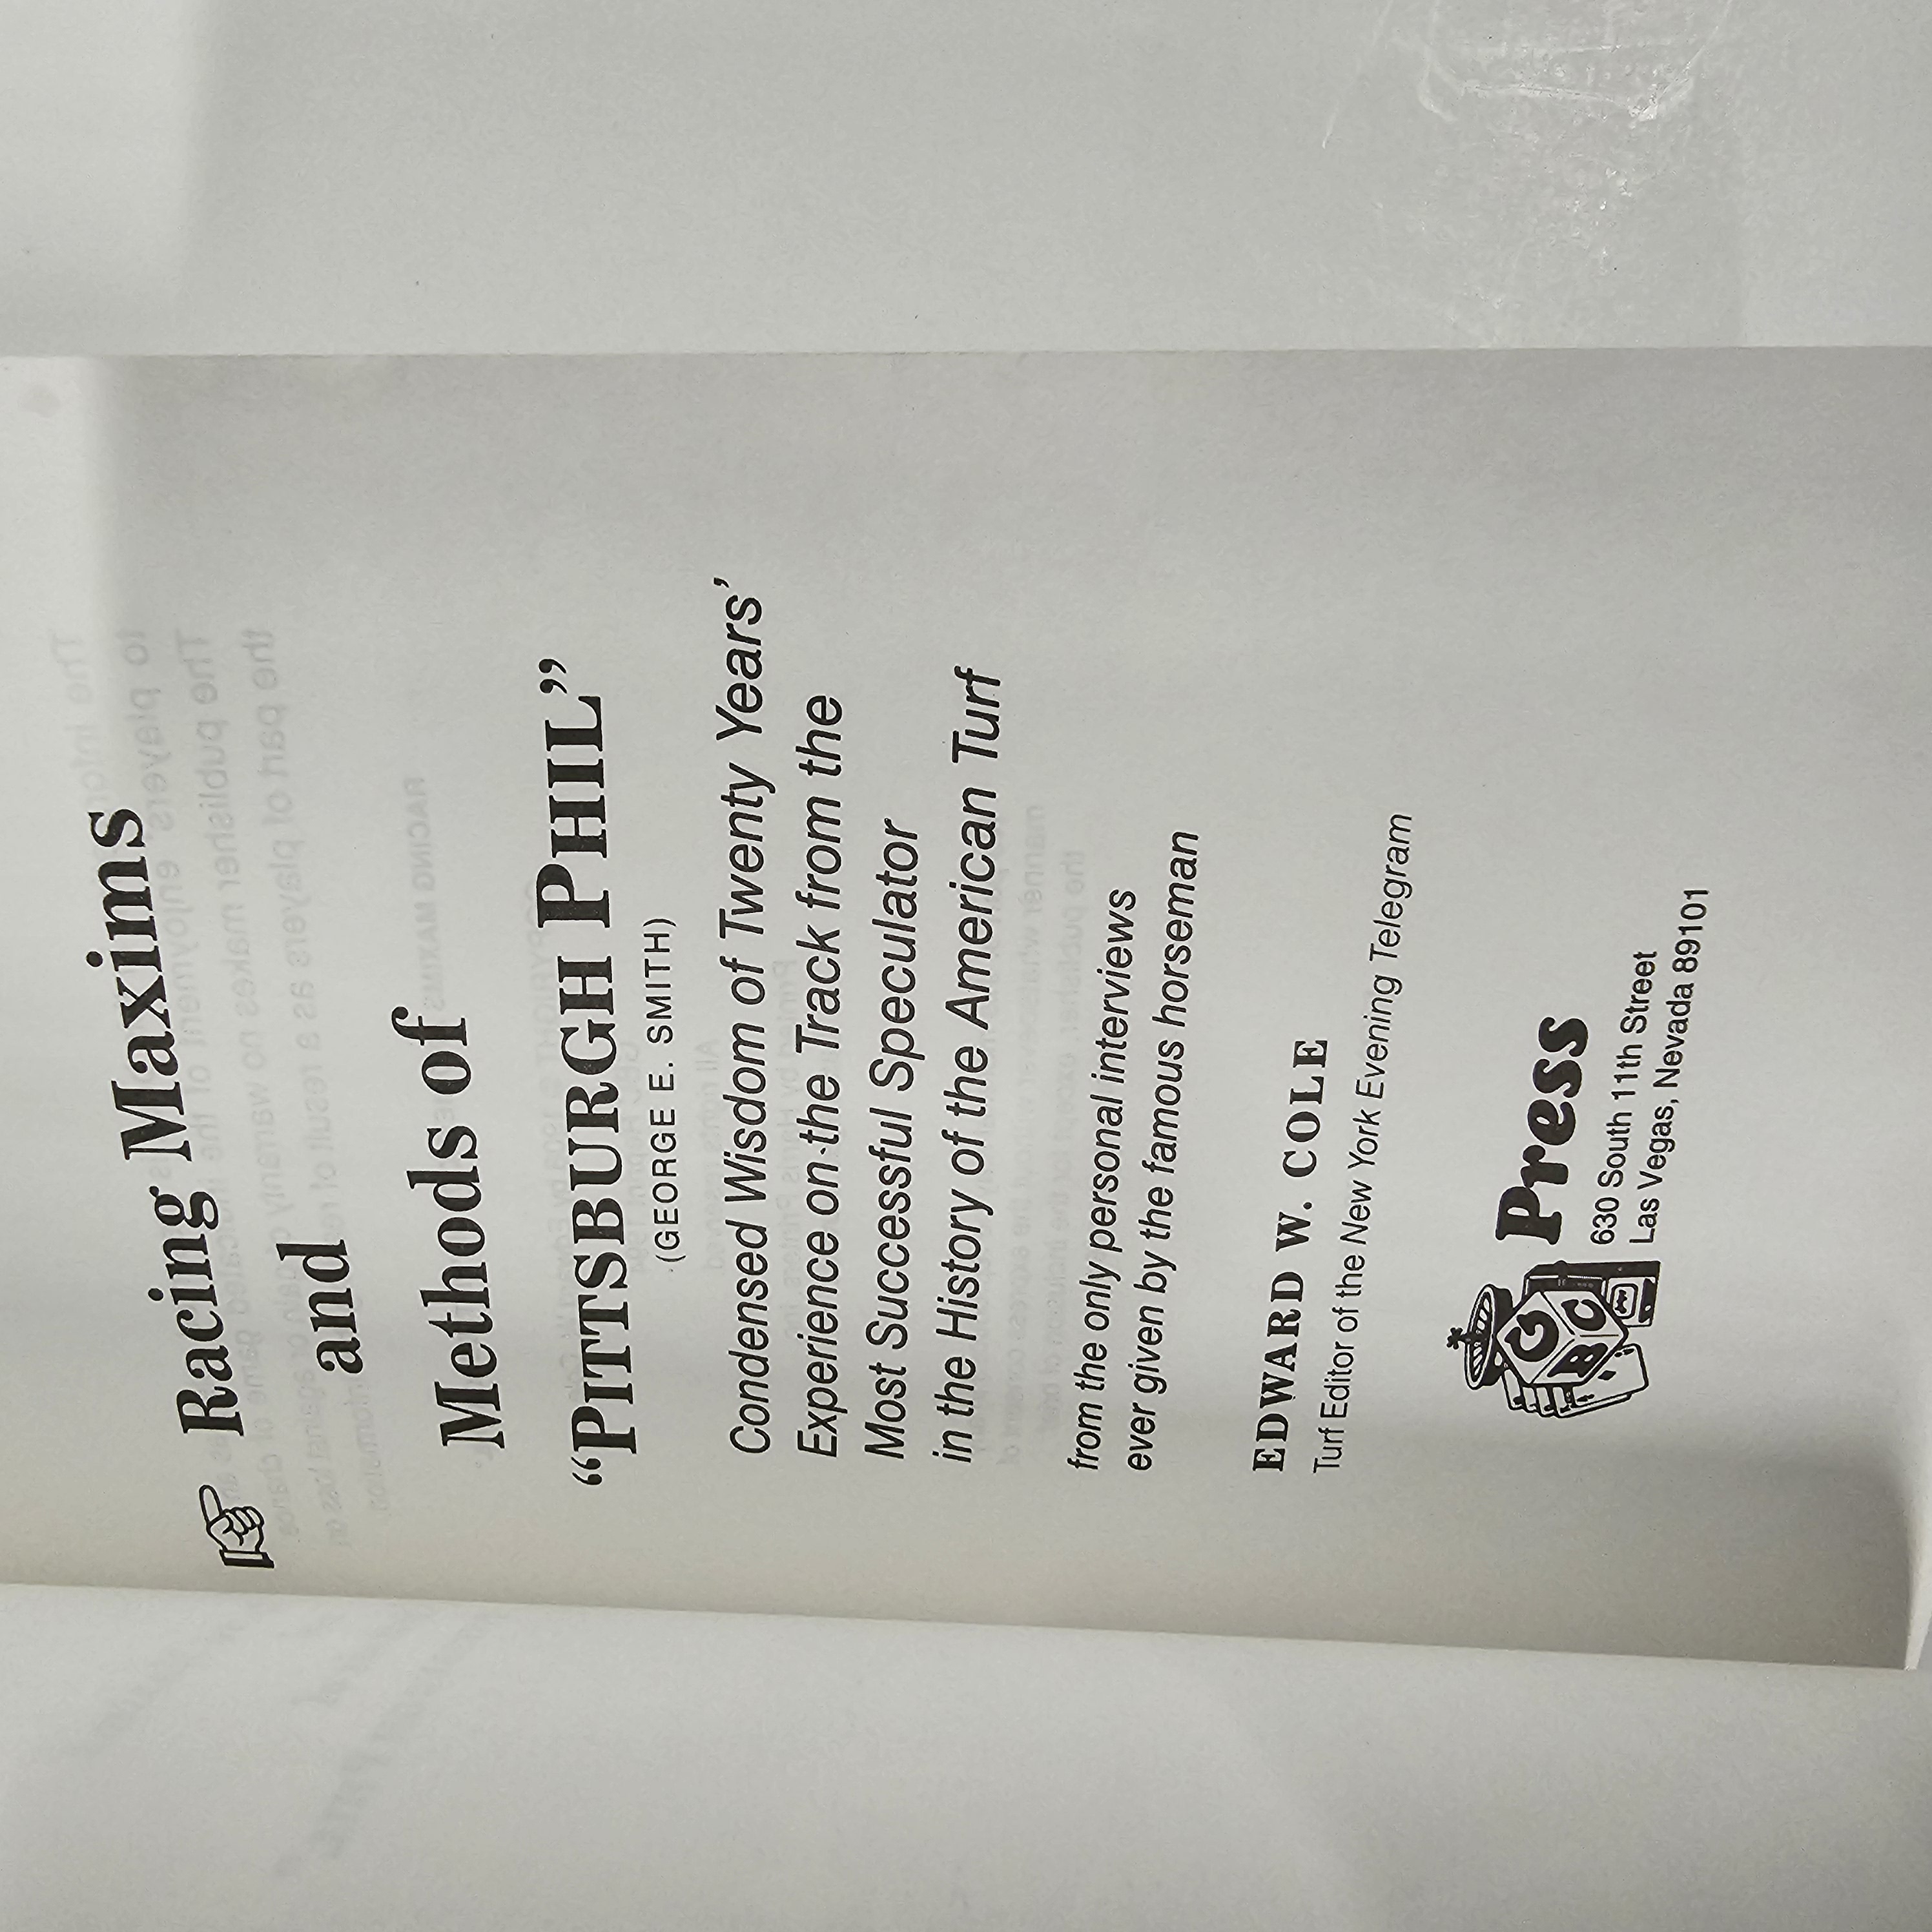 Racing Maxims
and
Methods of
“PITTSBURGH PHIL”
(GEORGE E. SMITH)
Condensed Wisdom of Twenty Years’
Experience on the Track from the
Most Successful Speculator
in the History of the American Turf
from the only personal interviews
ever given by the famous horseman
EDWARD W. COLE
Turf Editor of the New York Evening Telegram
G
B C
Press
630 South 11th Street
Las Vegas, Nevada 89101